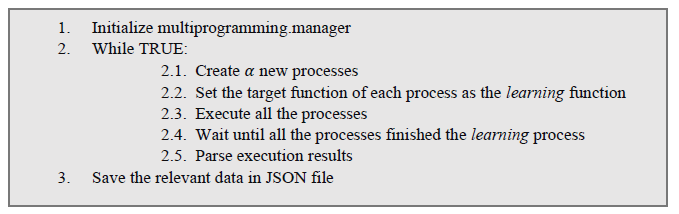 1. Initialize multiprogramming.manager
2. While TRUE:
2.1. Create α new processes
2.2. Set the target function of each process as the learning function
2.3. Execute all the processes
2.4. Wait until all the processes finished the learning process
2.5. Parse execution results
3. Save the relevant data in JSON file